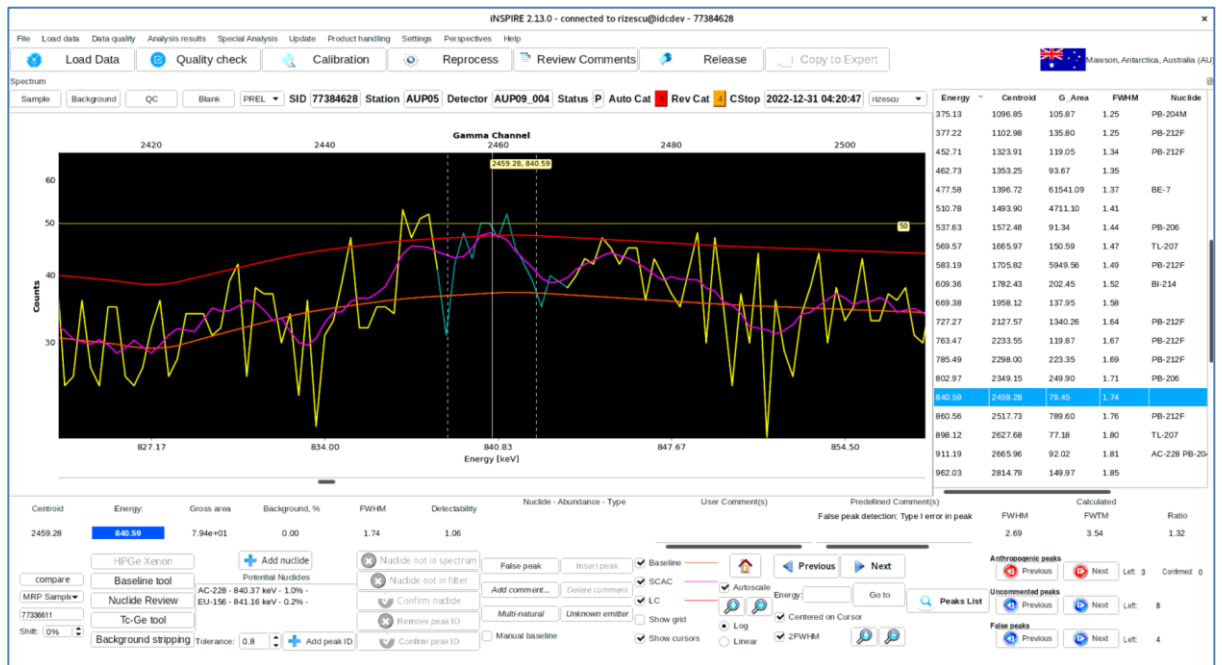 iNSPIRE 2.13.0 - connected to rizescu@idcdev - 77384628
File Load data Data quality Analysis results Special Analysis Update Product handling Settings Perspectives Help
Load Data Quality check Calibration Reprocess Review Comments Release Copy to Expert Mawson, Antarctica, Australia (AU
Spectrum
Sample Background QC Blank PREL SID 77384628 Station AUP05 Detector AUP09_004 Status P Auto Cat Rev Cat 4 CStop 2022-12-31 04:20:47 rizescu
Energy Centroid G_Area FWHM Nuclide
375.13 1096.85 105.87 1.25 PB-204M
377.22 1102.98 135.80 1.25 PB-212F
452.71 1323.91 119.05 1.34 PB-212F
462.73 1353.25 93.67 1.35
477.58 1396.72 61541.09 1.37 BE-7
510.78 1493.90 4711.10 1.41
537.63 1572.48 91.34 1.44 PB-206
569.57 1665.97 150.59 1.47 TL-207
583.19 1705.82 5949.56 1.49 PB-212F
609.36 1782.43 202.45 1.52 BI-214
669.38 1958.12 137.95 1.58
727.27 2127.57 1340.26 1.64 PB-212F
763.47 2233.55 119.87 1.67 PB-212F
785.49 2298.00 223.35 1.69 PB-212F
802.97 2349.15 249.90 1.71 PB-206
840.59 2459.28 79.45 1.74
860.56 2517.73 789.60 1.76 PB-212F
898.12 2627.68 77.18 1.80 TL-207
911.19 2665.96 92.02 1.81 AC-228 PB-20
962.03 2814.79 149.97 1.85
Gamma Channel
2420 2440 2460 2480 2500
2459.28, 840.59
60
50
50
40
30
Counts
827.17 834.00 840.83 847.67 854.50
Energy [keV]
Centroid Energy: Gross area Background, % FWHM Detectability
2459.28 840.59 7.94e+01 0.00 1.74 1.06
Nuclide - Abundance - Type
User Comment(s)
Predefined Comment(s)
False peak detection; Type I error in peak
Calculated
FWHM FWTM Ratio
2.69 3.54 1.32
compare
MRP Sample
77336611
Shift: 0%
HPGe Xenon
Baseline tool
Nuclide Review
Tc-Ge tool
Background stripping
Add nuclide
Potential Nuclides
AC-228 - 840.37 keV - 1.0% -
EU-156 - 841.16 keV - 0.2% -
Tolerance: 0.8 Add peak ID
Nuclide not in spectrum
Nuclide not in filter
Confirm nuclide
Remove peak ID
Confirm peak ID
False peak Insert peak
Add comment... Delete comment
Multi-natural Unknown emitter
Manual baseline
Baseline
SCAC
LC
Show grid
Show cursors
Autoscale
Log
Linear
Previous Next
Energy: Go to
Centered on Cursor
2FWHM
Peaks List
Anthropogenic peaks
Previous Next Left: 3 Confirmed: 0
Uncommented peaks
Previous Next Left: 8
False peaks
Previous Next Left: 4